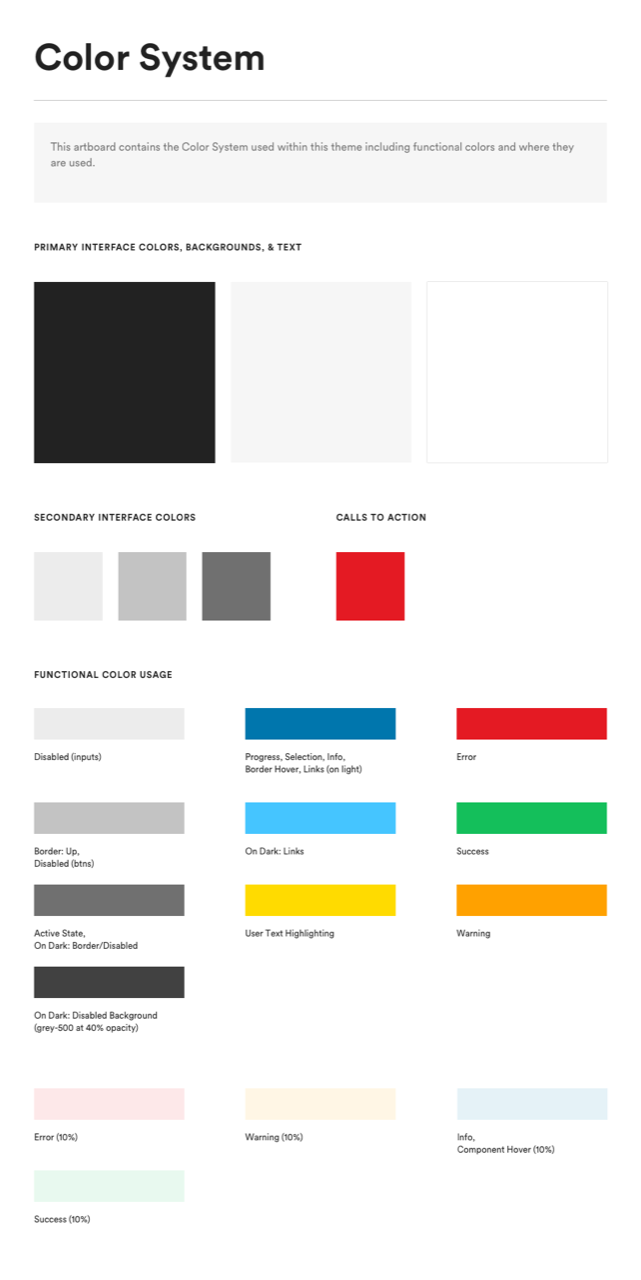 Color System
This artboard contains the Color System used within this theme including functional colors and where they
are used.
PRIMARY INTERFACE COLORS, BACKGROUNDS, & TEXT
SECONDARY INTERFACE COLORS
CALLS TO ACTION
FUNCTIONAL COLOR USAGE
Disabled (inputs)
Progress, Selection, Info,
Border Hover, Links (on light)
Error
Border: Up,
Disabled (btns)
On Dark: Links
Success
Active State,
On Dark: Border/Disabled
User Text Highlighting
Warning
On Dark: Disabled Background
(grey-500 at 40% opacity)
Error (10%)
Warning (10%)
Info,
Component Hover (10%)
Success (10%)